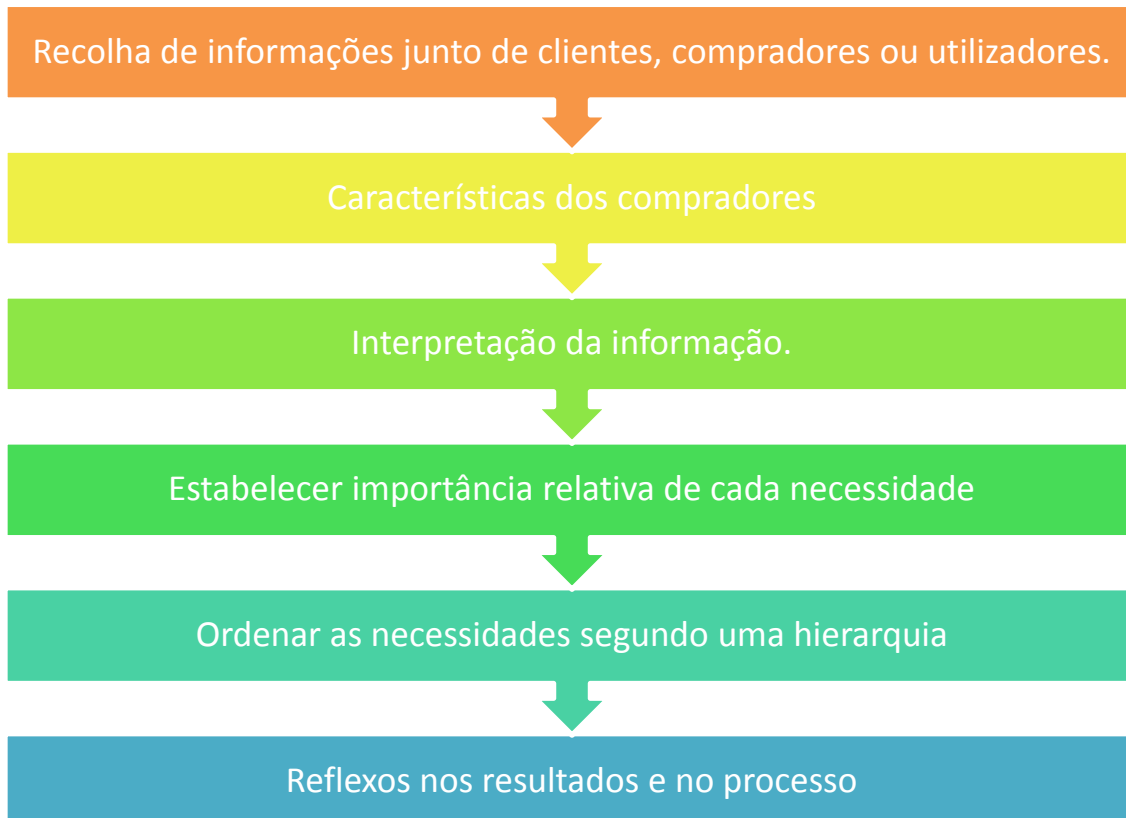 Recolha de informações junto de clientes, compradores ou utilizadores.
Características dos compradores
Interpretação da informação.
Estabelecer importância relativa de cada necessidade
Ordenar as necessidades segundo uma hierarquia
Reflexos nos resultados e no processo